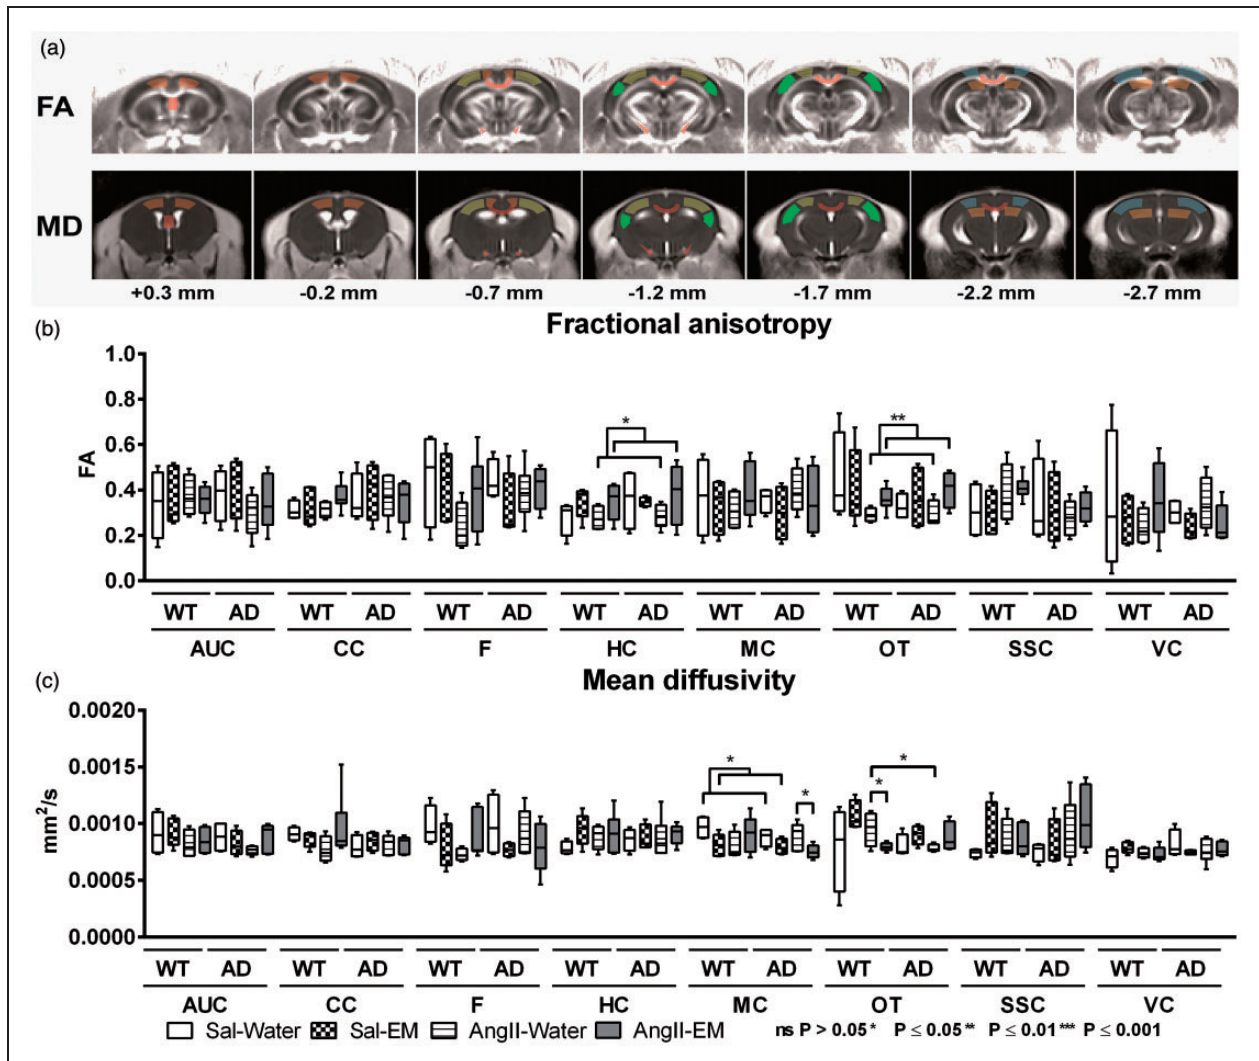 (a)
FA
MD
+0.3 mm -0.2 mm -0.7 mm -1.2 mm -1.7 mm -2.2 mm -2.7 mm
(b)
Fractional anisotropy
1.0
0.8
0.6
0.4
0.2
0.0
FA
*
**
WT AD WT AD WT AD WT AD WT AD WT AD WT AD WT AD
AUC CC F HC MC OT SSC VC
(c)
Mean diffusivity
0.0020
0.0015
0.0010
0.0005
0.0000
mm²/s
* * * *
WT AD WT AD WT AD WT AD WT AD WT AD WT AD WT AD
AUC CC F HC MC OT SSC VC
Sal-Water Sal-EM AngII-Water AngII-EM ns P > 0.05 * P ≤ 0.05 ** P ≤ 0.01 *** P ≤ 0.001